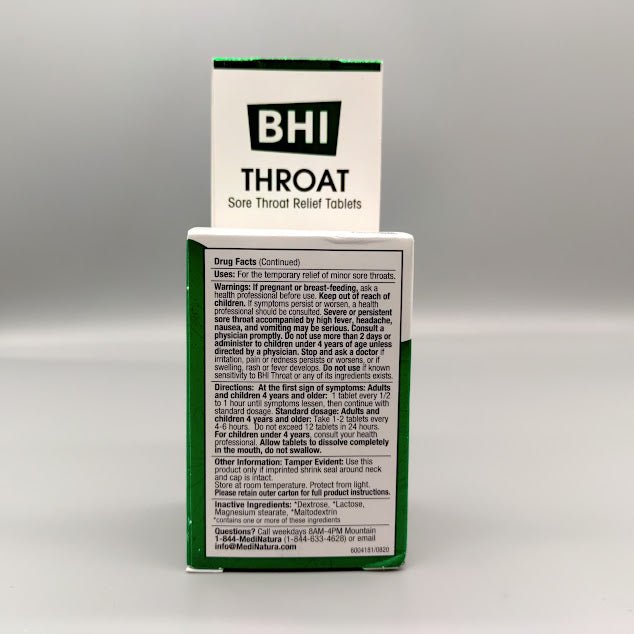 BHI
THROAT
Sore Throat Relief Tablets
Drug Facts (Continued)
Uses: For the temporary relief of minor sore throats.
Warnings: If pregnant or breast-feeding, ask a
health professional before use. Keep out of reach of
children. If symptoms persist or worsen, a health
professional should be consulted. Severe or persistent
sore throat accompanied by high fever, headache,
nausea, and vomiting may be serious. Consult a
physician promptly. Do not use more than 2 days or
administer to children under 4 years of age unless
directed by a physician. Stop and ask a doctor if
irritation, pain or redness persists or worsens, or if
swelling, rash or fever develops. Do not use if known
sensitivity to BHI Throat or any of its ingredients exists.
Directions: At the first sign of symptoms: Adults
and children 4 years and older: 1 tablet every 1/2
to 1 hour until symptoms lessen, then continue with
standard dosage. Standard dosage: Adults and
children 4 years and older: Take 1-2 tablets every
4-6 hours. Do not exceed 12 tablets in 24 hours.
For children under 4 years, consult your health
professional. Allow tablets to dissolve completely
in the mouth, do not swallow.
Other Information: Tamper Evident: Use this
product only if imprinted shrink seal around neck
and cap is intact.
Store at room temperature. Protect from light.
Please retain outer carton for full product instructions.
Inactive Ingredients: *Dextrose, *Lactose,
Magnesium stearate, *Maltodextrin
*contains one or more of these ingredients
Questions? Call weekdays 8AM-4PM Mountain
1-844-MediNatura (1-844-633-4628) or email
info@MediNatura.com
6004181/0820